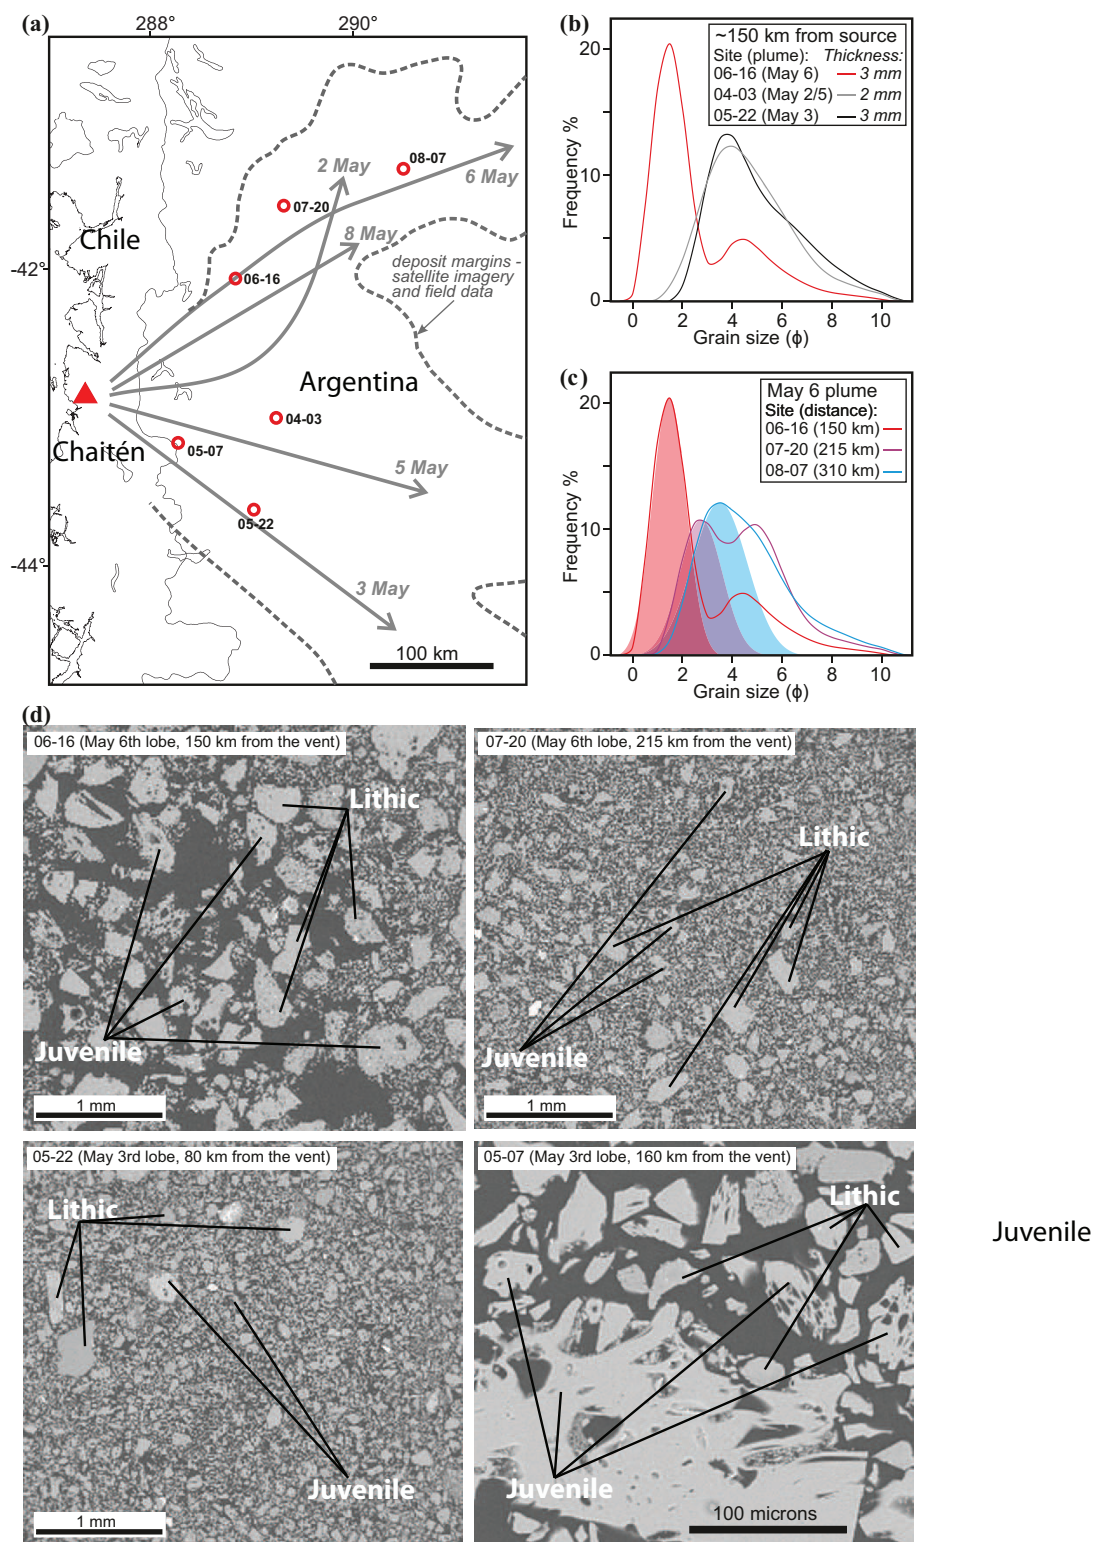 (a)
288°
290°
-42°
-44°
Chile
Chaitén
Argentina
2 May
6 May
8 May
5 May
3 May
08-07
07-20
06-16
04-03
05-07
05-22
deposit margins -
satellite imagery
and field data
100 km
(b)
~150 km from source
Site (plume): Thickness:
06-16 (May 6) 3 mm
04-03 (May 2/5) 2 mm
05-22 (May 3) 3 mm
Frequency %
20
10
0
0 2 4 6 8 10
Grain size (ϕ)
(c)
May 6 plume
Site (distance):
06-16 (150 km)
07-20 (215 km)
08-07 (310 km)
Frequency %
20
10
0
0 2 4 6 8 10
Grain size (ϕ)
(d)
06-16 (May 6th lobe, 150 km from the vent)
Lithic
Juvenile
1 mm
07-20 (May 6th lobe, 215 km from the vent)
Lithic
Juvenile
1 mm
05-22 (May 3rd lobe, 80 km from the vent)
Lithic
Juvenile
1 mm
05-07 (May 3rd lobe, 160 km from the vent)
Lithic
Juvenile
100 microns
Juvenile